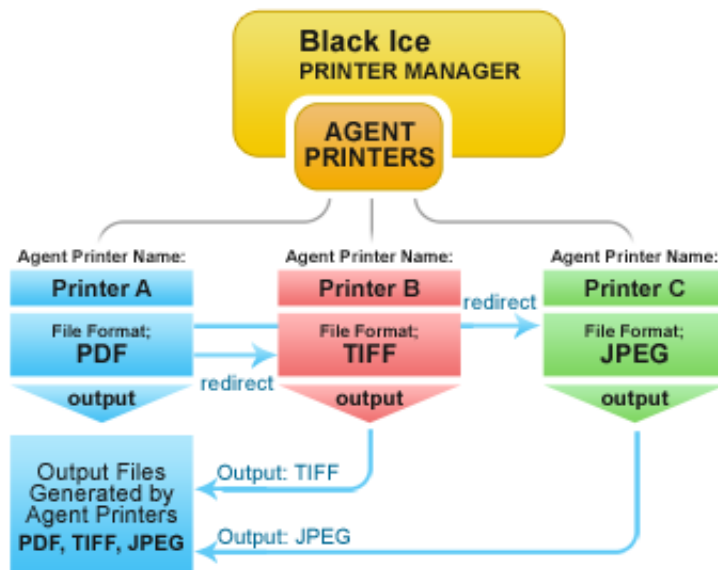 Black Ice
PRINTER MANAGER
AGENT
PRINTERS
Agent Printer Name:
Printer A
File Format;
PDF
output
Agent Printer Name:
Printer B
File Format;
TIFF
output
Agent Printer Name:
Printer C
File Format;
JPEG
output
redirect
redirect
Output Files
Generated by
Agent Printers
PDF, TIFF, JPEG
Output: TIFF
Output: JPEG